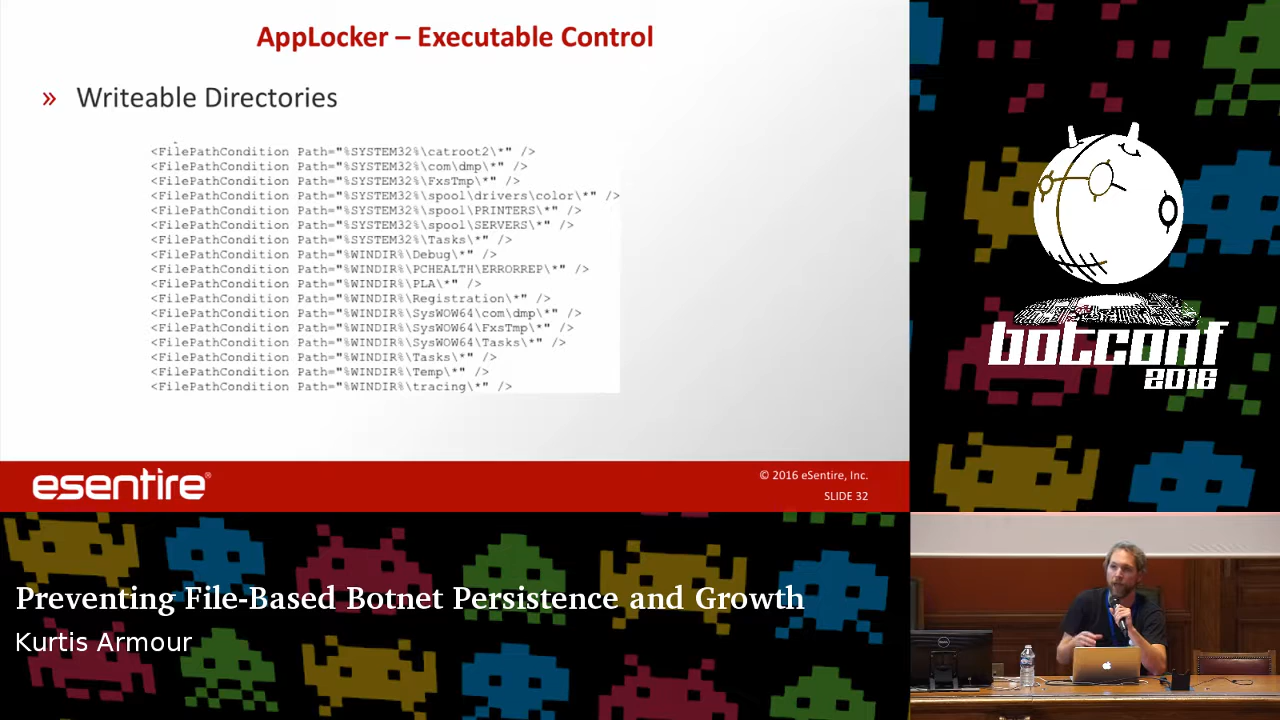 AppLocker – Executable Control
» Writeable Directories
<FilePathCondition Path="%SYSTEM32%\catroot2\*" />
<FilePathCondition Path="%SYSTEM32%\com\dmp\*" />
<FilePathCondition Path="%SYSTEM32%\FxsTmp\*" />
<FilePathCondition Path="%SYSTEM32%\spool\drivers\color\*" />
<FilePathCondition Path="%SYSTEM32%\spool\PRINTERS\*" />
<FilePathCondition Path="%SYSTEM32%\spool\SERVERS\*" />
<FilePathCondition Path="%SYSTEM32%\Tasks\*" />
<FilePathCondition Path="%WINDIR%\Debug\*" />
<FilePathCondition Path="%WINDIR%\PCHEALTH\ERRORREP\*" />
<FilePathCondition Path="%WINDIR%\PLA\*" />
<FilePathCondition Path="%WINDIR%\Registration\*" />
<FilePathCondition Path="%WINDIR%\SysWOW64\com\dmp\*" />
<FilePathCondition Path="%WINDIR%\SysWOW64\FxsTmp\*" />
<FilePathCondition Path="%WINDIR%\SysWOW64\Tasks\*" />
<FilePathCondition Path="%WINDIR%\Tasks\*" />
<FilePathCondition Path="%WINDIR%\Temp\*" />
<FilePathCondition Path="%WINDIR%\tracing\*" />
esentire®
© 2016 eSentire, Inc.
SLIDE 32
botconf
2016
Preventing File-Based Botnet Persistence and Growth
Kurtis Armour